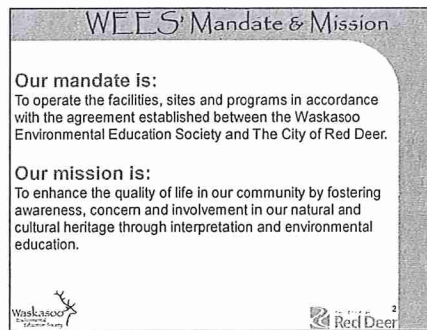 WEES' Mandate & Mission
Our mandate is:
To operate the facilities, sites and programs in accordance
with the agreement established between the Waskasoo
Environmental Education Society and The City of Red Deer.
Our mission is:
To enhance the quality of life in our community by fostering
awareness, concern and involvement in our natural and
cultural heritage through interpretation and environmental
education.
Waskasoo
Environmental
Education Society
2
Red Deer